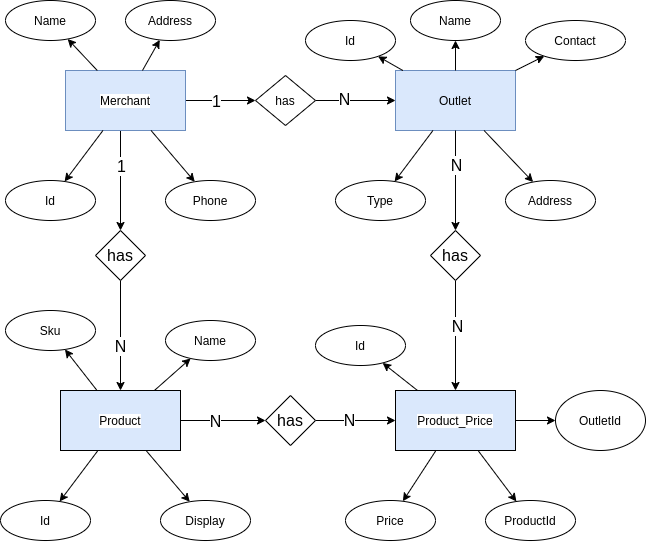 Name
Address
Id
Name
Contact
Merchant
1
has
N
Outlet
Id
1
Phone
Type
N
Address
has
has
Sku
N
Name
N
Id
Product
N
has
N
Product_Price
OutletId
Id
Display
Price
ProductId